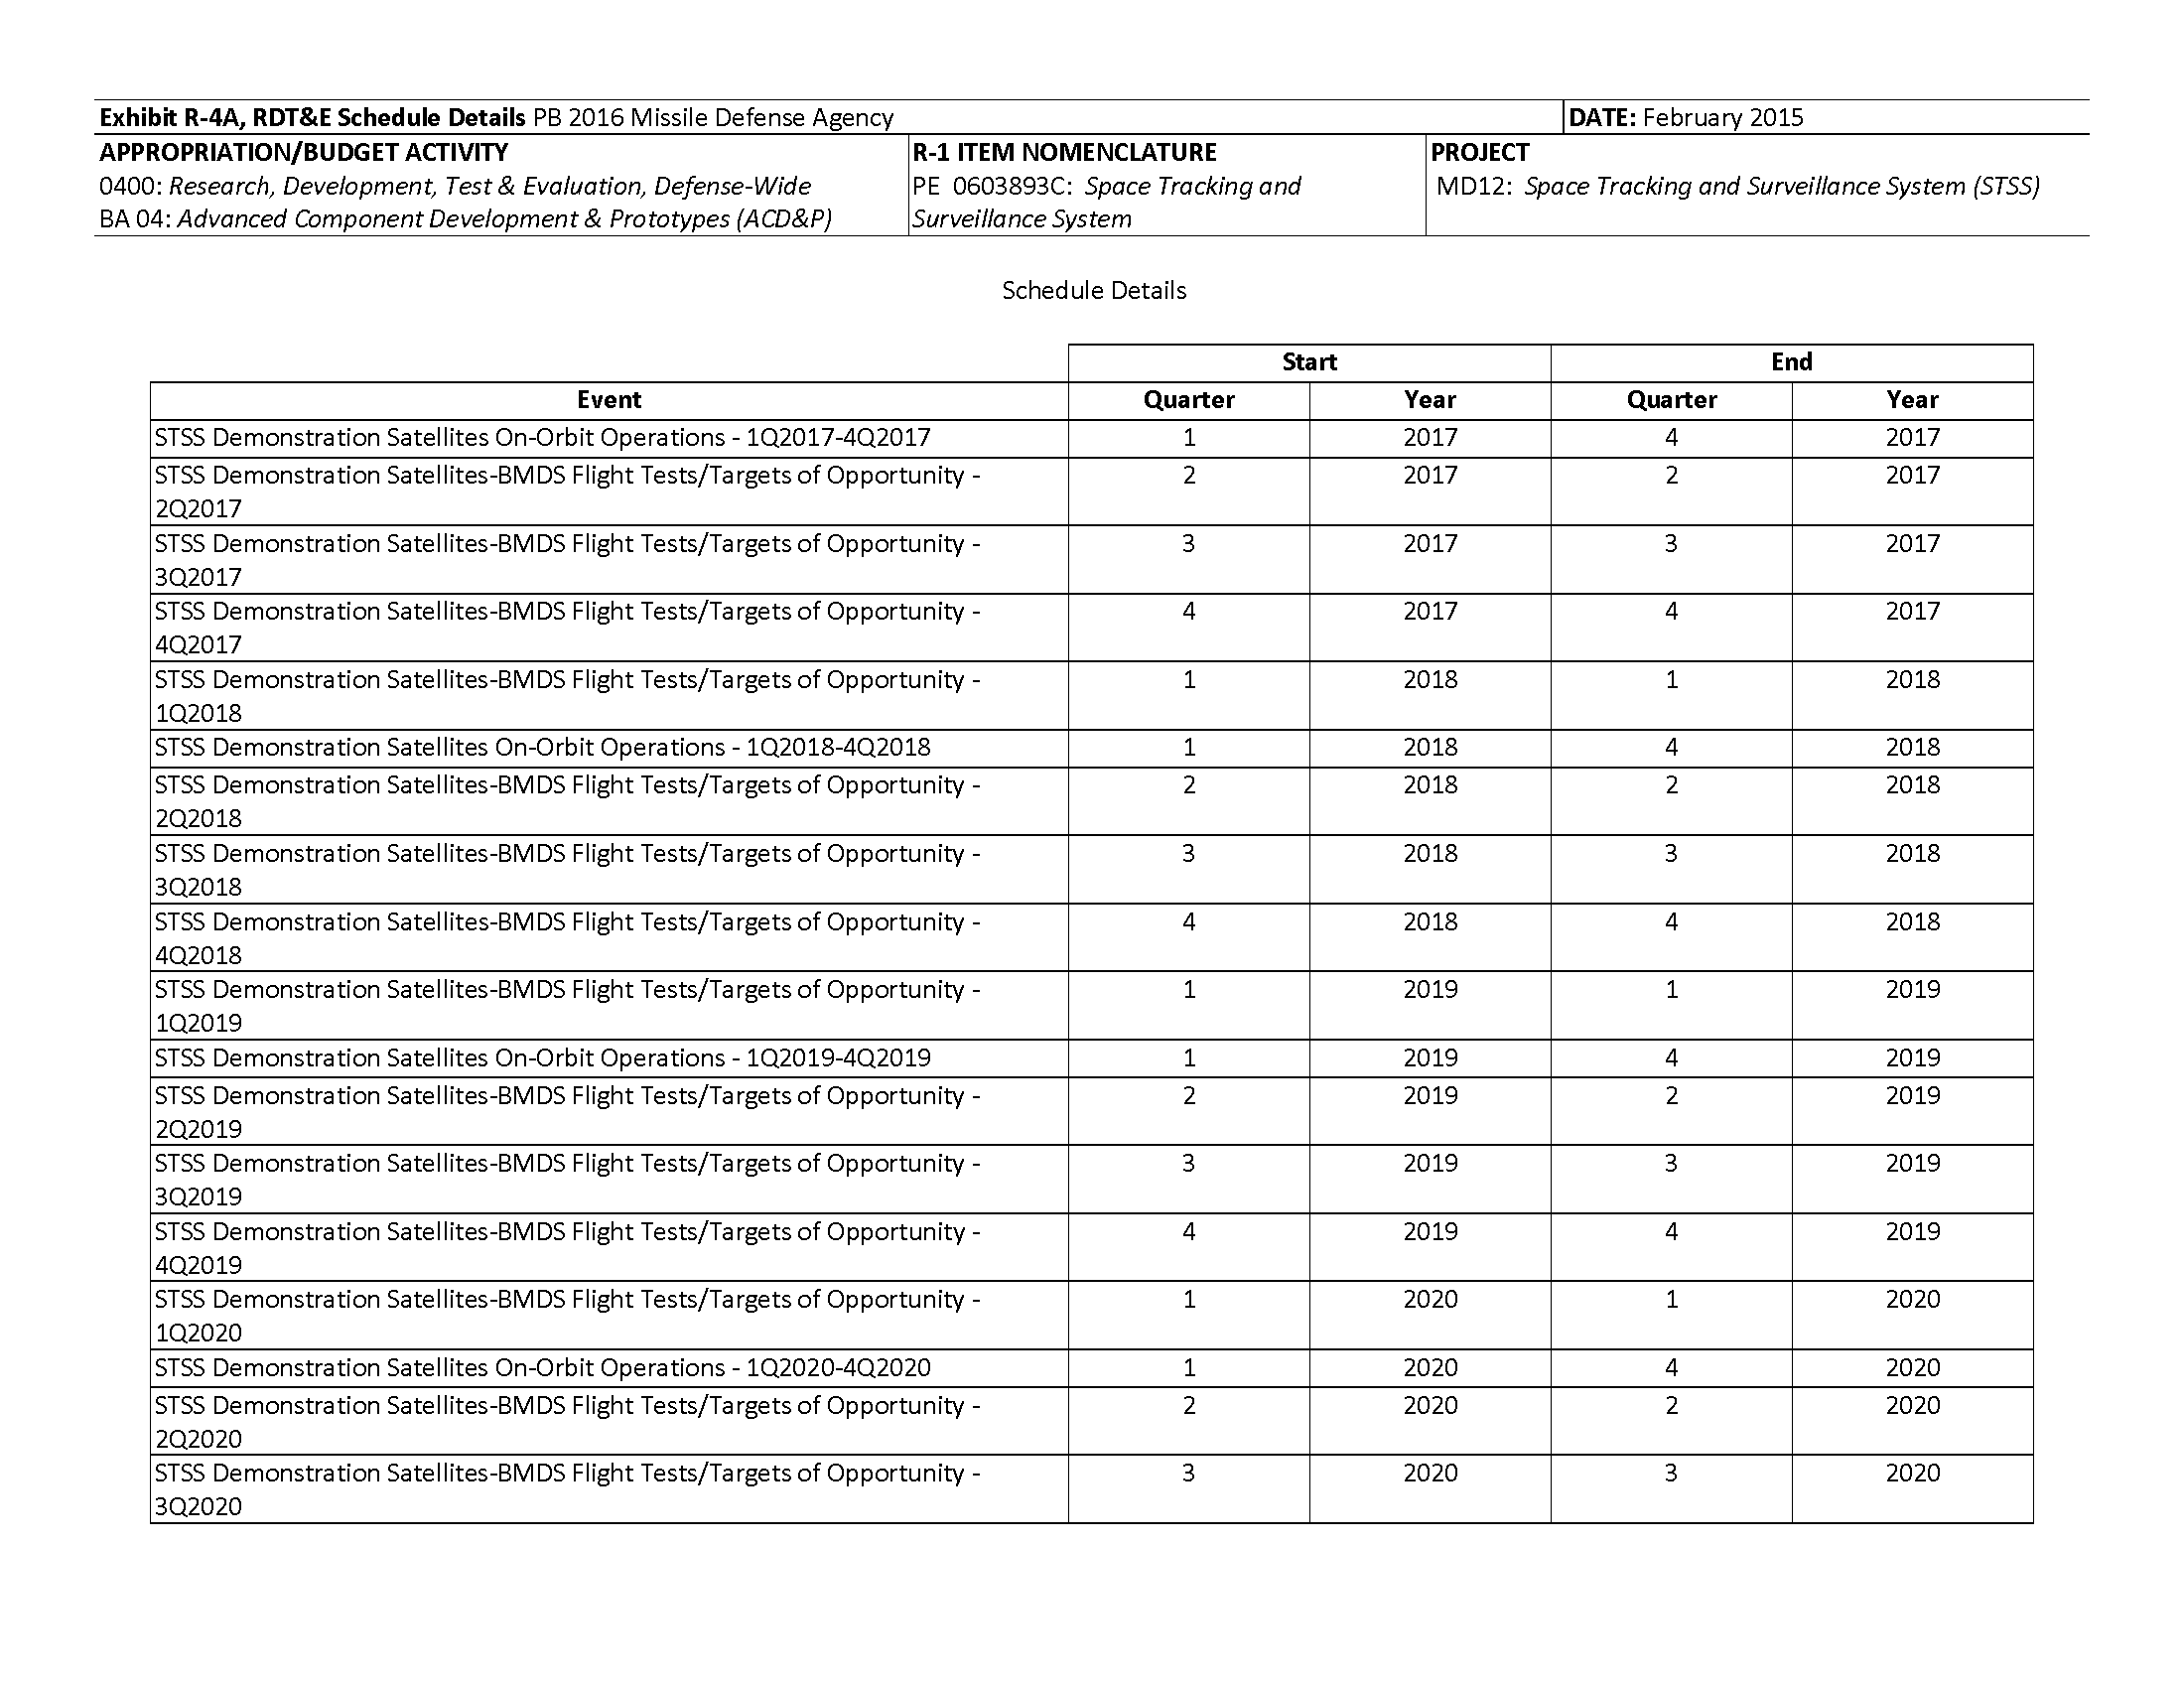 Exhibit R-4A, RDT&E Schedule Details PB 2016 Missile Defense Agency DATE: February 2015
APPROPRIATION/BUDGET ACTIVITY R-1 ITEM NOMENCLATURE PROJECT
0400: Research, Development, Test & Evaluation, Defense-Wide PE 0603893C: Space Tracking and MD12: Space Tracking and Surveillance System (STSS)
BA 04: Advanced Component Development & Prototypes (ACD&P) Surveillance System
Schedule Details
Start End
Event Quarter Year Quarter Year
STSS Demonstration Satellites On-Orbit Operations - 1Q2017-4Q2017 1 2017 4 2017
STSS Demonstration Satellites-BMDS Flight Tests/Targets of Opportunity - 2 2017 2 2017
2Q2017
STSS Demonstration Satellites-BMDS Flight Tests/Targets of Opportunity - 3 2017 3 2017
3Q2017
STSS Demonstration Satellites-BMDS Flight Tests/Targets of Opportunity - 4 2017 4 2017
4Q2017
STSS Demonstration Satellites-BMDS Flight Tests/Targets of Opportunity - 1 2018 1 2018
1Q2018
STSS Demonstration Satellites On-Orbit Operations - 1Q2018-4Q2018 1 2018 4 2018
STSS Demonstration Satellites-BMDS Flight Tests/Targets of Opportunity - 2 2018 2 2018
2Q2018
STSS Demonstration Satellites-BMDS Flight Tests/Targets of Opportunity - 3 2018 3 2018
3Q2018
STSS Demonstration Satellites-BMDS Flight Tests/Targets of Opportunity - 4 2018 4 2018
4Q2018
STSS Demonstration Satellites-BMDS Flight Tests/Targets of Opportunity - 1 2019 1 2019
1Q2019
STSS Demonstration Satellites On-Orbit Operations - 1Q2019-4Q2019 1 2019 4 2019
STSS Demonstration Satellites-BMDS Flight Tests/Targets of Opportunity - 2 2019 2 2019
2Q2019
STSS Demonstration Satellites-BMDS Flight Tests/Targets of Opportunity - 3 2019 3 2019
3Q2019
STSS Demonstration Satellites-BMDS Flight Tests/Targets of Opportunity - 4 2019 4 2019
4Q2019
STSS Demonstration Satellites-BMDS Flight Tests/Targets of Opportunity - 1 2020 1 2020
1Q2020
STSS Demonstration Satellites On-Orbit Operations - 1Q2020-4Q2020 1 2020 4 2020
STSS Demonstration Satellites-BMDS Flight Tests/Targets of Opportunity - 2 2020 2 2020
2Q2020
STSS Demonstration Satellites-BMDS Flight Tests/Targets of Opportunity - 3 2020 3 2020
3Q2020